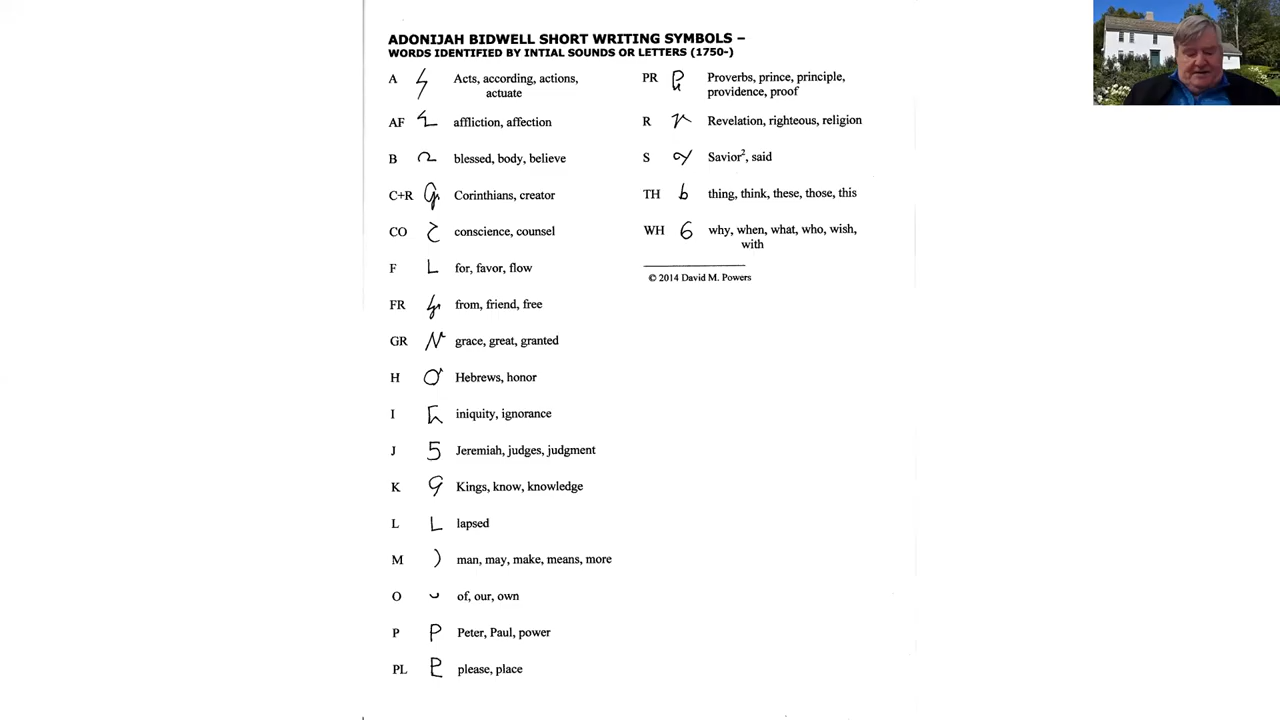 ADONIJAH BIDWELL SHORT WRITING SYMBOLS –
WORDS IDENTIFIED BY INTIAL SOUNDS OR LETTERS (1750-)
A Acts, according, actions,
actuate
AF affliction, affection
B blessed, body, believe
C+R Corinthians, creator
CO conscience, counsel
F for, favor, flow
FR from, friend, free
GR grace, great, granted
H Hebrews, honor
I iniquity, ignorance
J Jeremiah, judges, judgment
K Kings, know, knowledge
L lapsed
M man, may, make, means, more
O of, our, own
P Peter, Paul, power
PL please, place
PR Proverbs, prince, principle,
providence, proof
R Revelation, righteous, religion
S Savior², said
TH thing, think, these, those, this
WH why, when, what, who, wish,
with
© 2014 David M. Powers